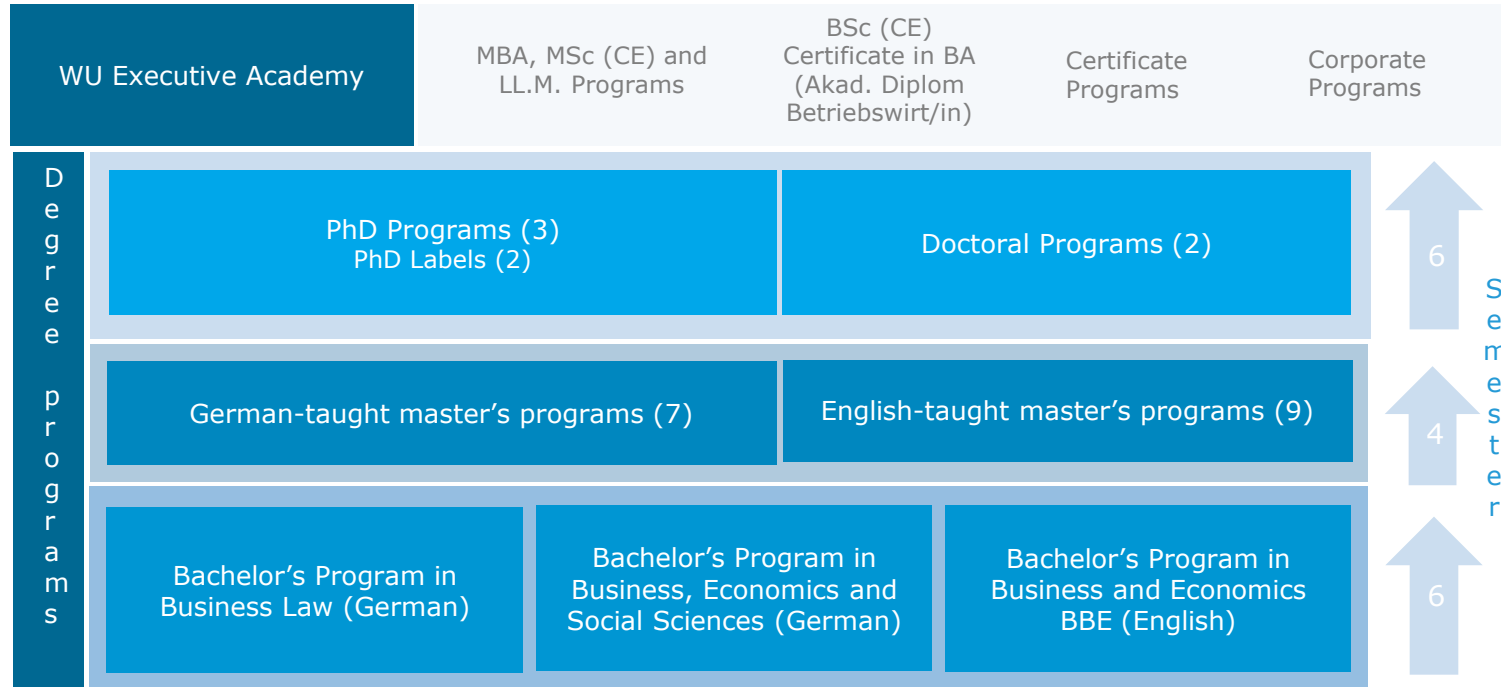 WU Executive Academy
MBA, MSc (CE) and
LL.M. Programs
BSc (CE)
Certificate in BA
(Akad. Diplom
Betriebswirt/in)
Certificate
Programs
Corporate
Programs
Degree programs
PhD Programs (3)
PhD Labels (2)
Doctoral Programs (2)
6
German-taught master’s programs (7)
English-taught master’s programs (9)
4
Bachelor’s Program in
Business Law (German)
Bachelor’s Program in
Business, Economics and
Social Sciences (German)
Bachelor’s Program in
Business and Economics
BBE (English)
6
Semester